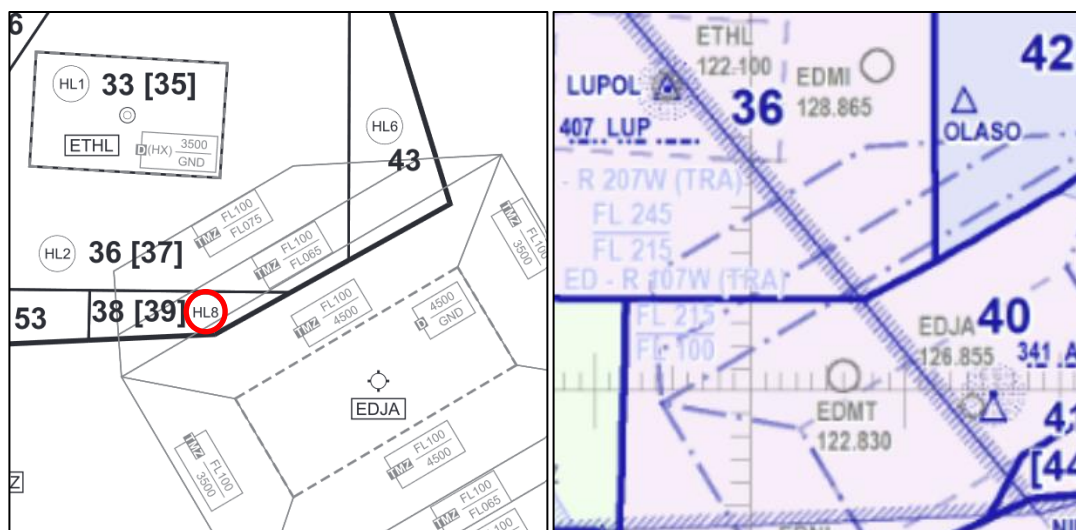 6
HL1 33 [35]
ETHL
D (HX) 3500
GND
HL6
43
FL100
TMZ FL075
FL100
TMZ FL065
HL2 36 [37]
53
38 [39] HL8
FL100
TMZ 4500
4500
D GND
FL100
TMZ 3500
EDJA
FL100
TMZ 3500
FL100
TMZ 4500
FL100
TMZ FL065
FL100
Z
ETHL
122.100
LUPOL
36
407 LUP
EDMI
128.865
42
OLASO
- R 207W (TRA)
FL 245
FL 215
ED - R 107W (TRA)
FL 215
FL 100
EDJA
126.855
40
341 A
EDMT
122.830
41
[44